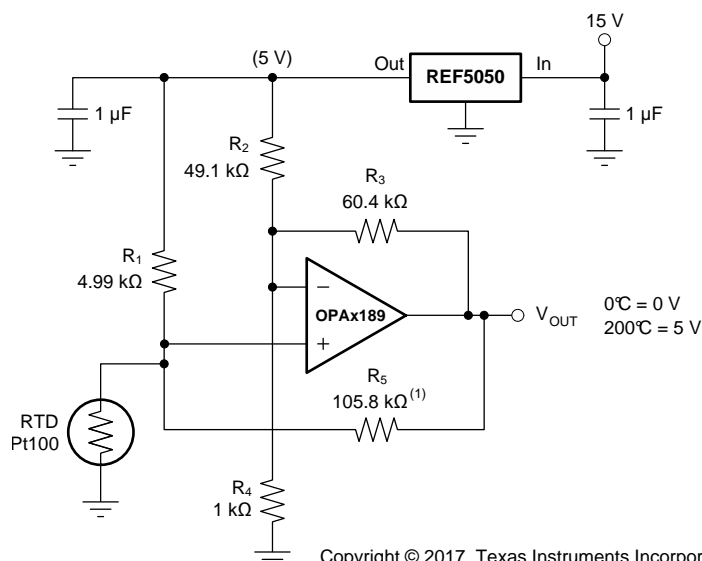 15 V
(5 V)
Out
REF5050
In
1 µF
1 µF
R2
49.1 kΩ
R3
60.4 kΩ
R1
4.99 kΩ
−
OPAx189
+
VOUT
0°C = 0 V
200°C = 5 V
R5
105.8 kΩ(1)
RTD
Pt100
R4
1 kΩ
Copyright © 2017, Texas Instruments Incorpor